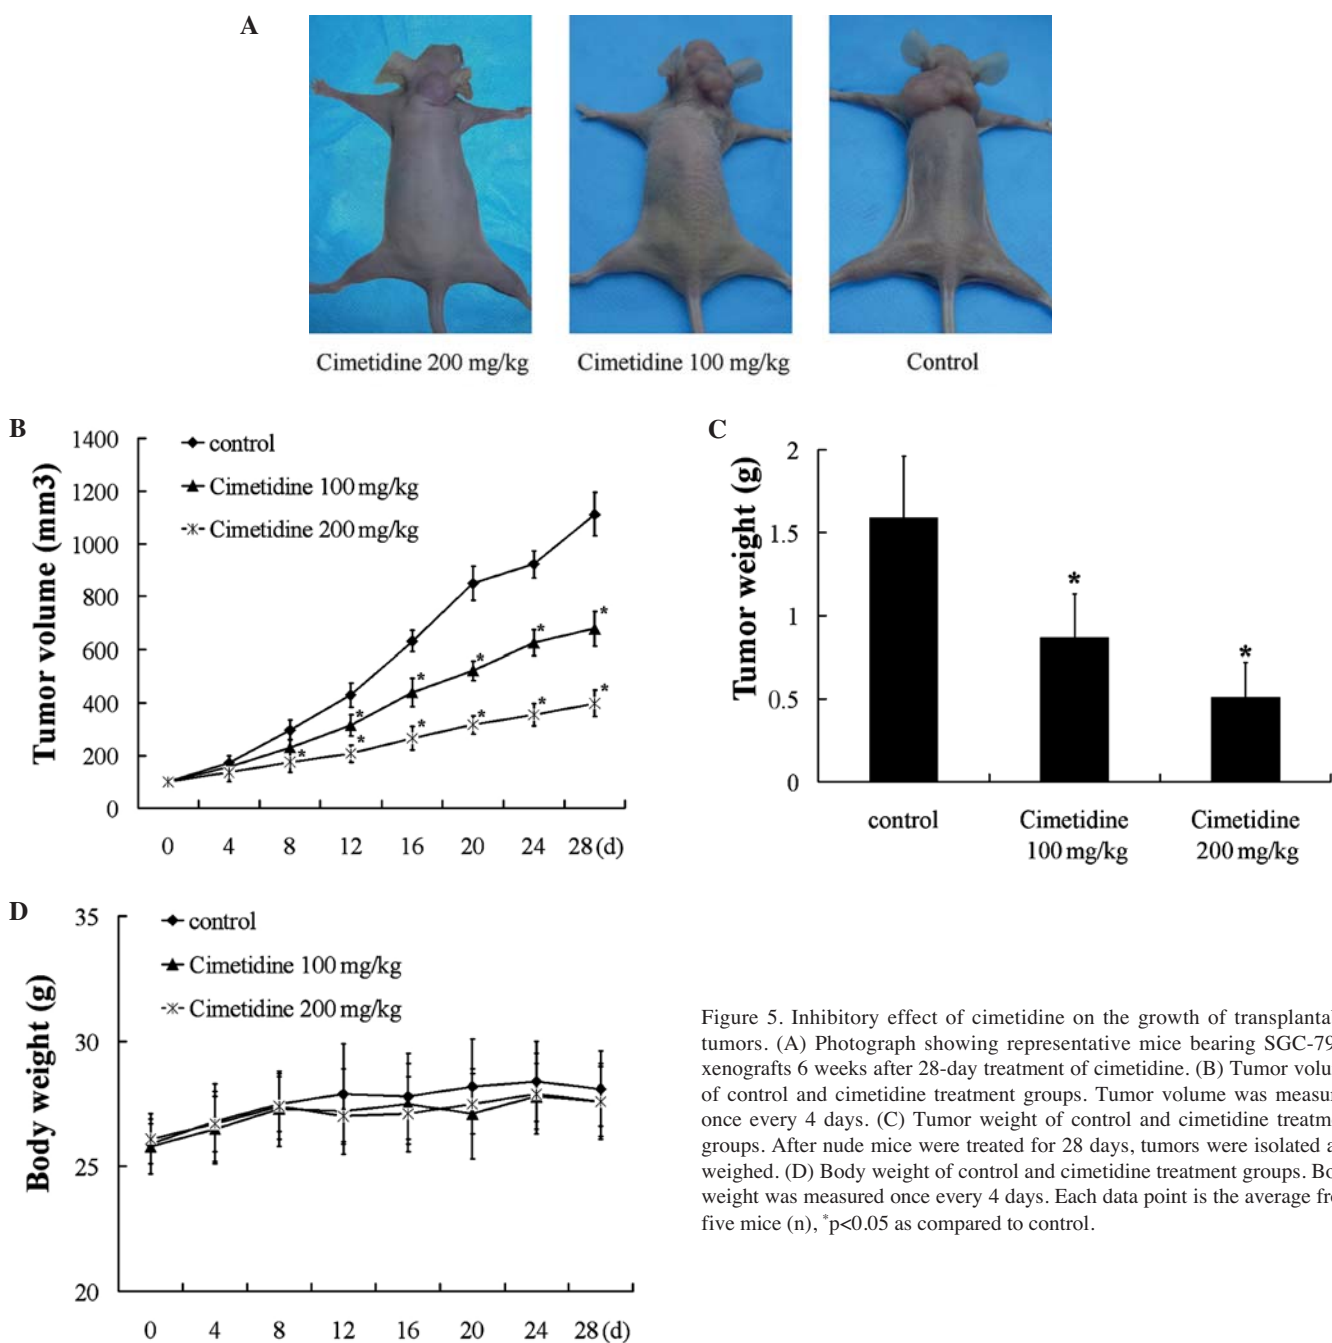 A
Cimetidine 200 mg/kg
Cimetidine 100 mg/kg
Control
B
Tumor volume (mm3)
1400
1200
1000
800
600
400
200
0
control
Cimetidine 100 mg/kg
Cimetidine 200 mg/kg
* * * * * *
* * * * *
0 4 8 12 16 20 24 28 (d)
C
Tumor weight (g)
2
1.5
1
0.5
0
*
*
control
Cimetidine
100 mg/kg
Cimetidine
200 mg/kg
D
Body weight (g)
35
30
25
20
control
Cimetidine 100 mg/kg
Cimetidine 200 mg/kg
0 4 8 12 16 20 24 28 (d)
Figure 5. Inhibitory effect of cimetidine on the growth of
tumors. (A) Photograph showing representative mice bearing
xenografts 6 weeks after 28-day treatment of cimetidine. (B) Tumor
of control and cimetidine treatment groups. Tumor volume was
once every 4 days. (C) Tumor weight of control and cimetidine
groups. After nude mice were treated for 28 days, tumors were isolated
weighed. (D) Body weight of control and cimetidine treatment groups.
weight was measured once every 4 days. Each data point is the average
five mice (n), *p<0.05 as compared to control.